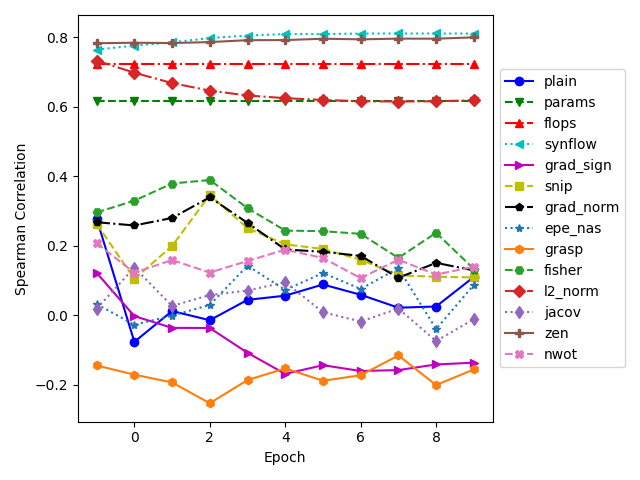 0.8
0.6
0.4
0.2
0.0
−0.2
Spearman Correlation
0
2
4
6
8
Epoch
plain
params
flops
synflow
grad_sign
snip
grad_norm
epe_nas
grasp
fisher
l2_norm
jacov
zen
nwot